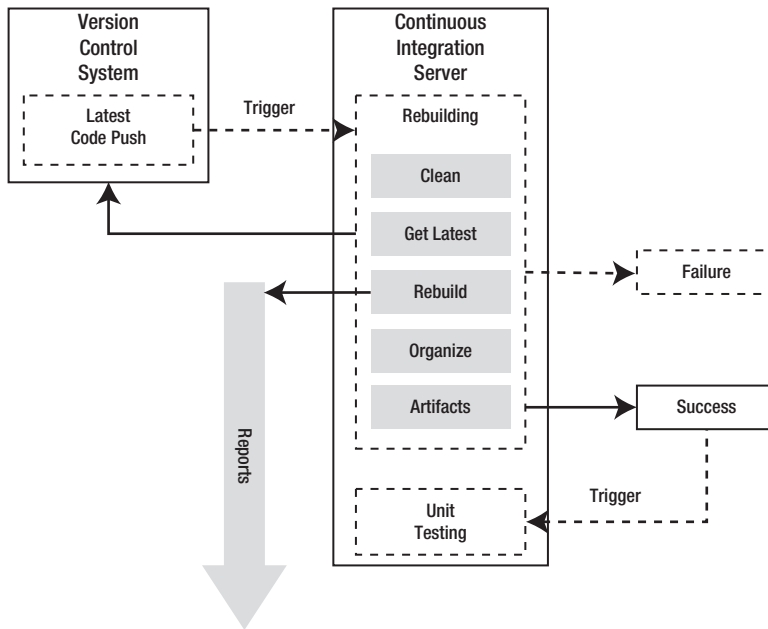 Version
Control
System
Latest
Code Push
Trigger
Continuous
Integration
Server
Rebuilding
Clean
Get Latest
Rebuild
Organize
Artifacts
Failure
Success
Trigger
Unit
Testing
Reports